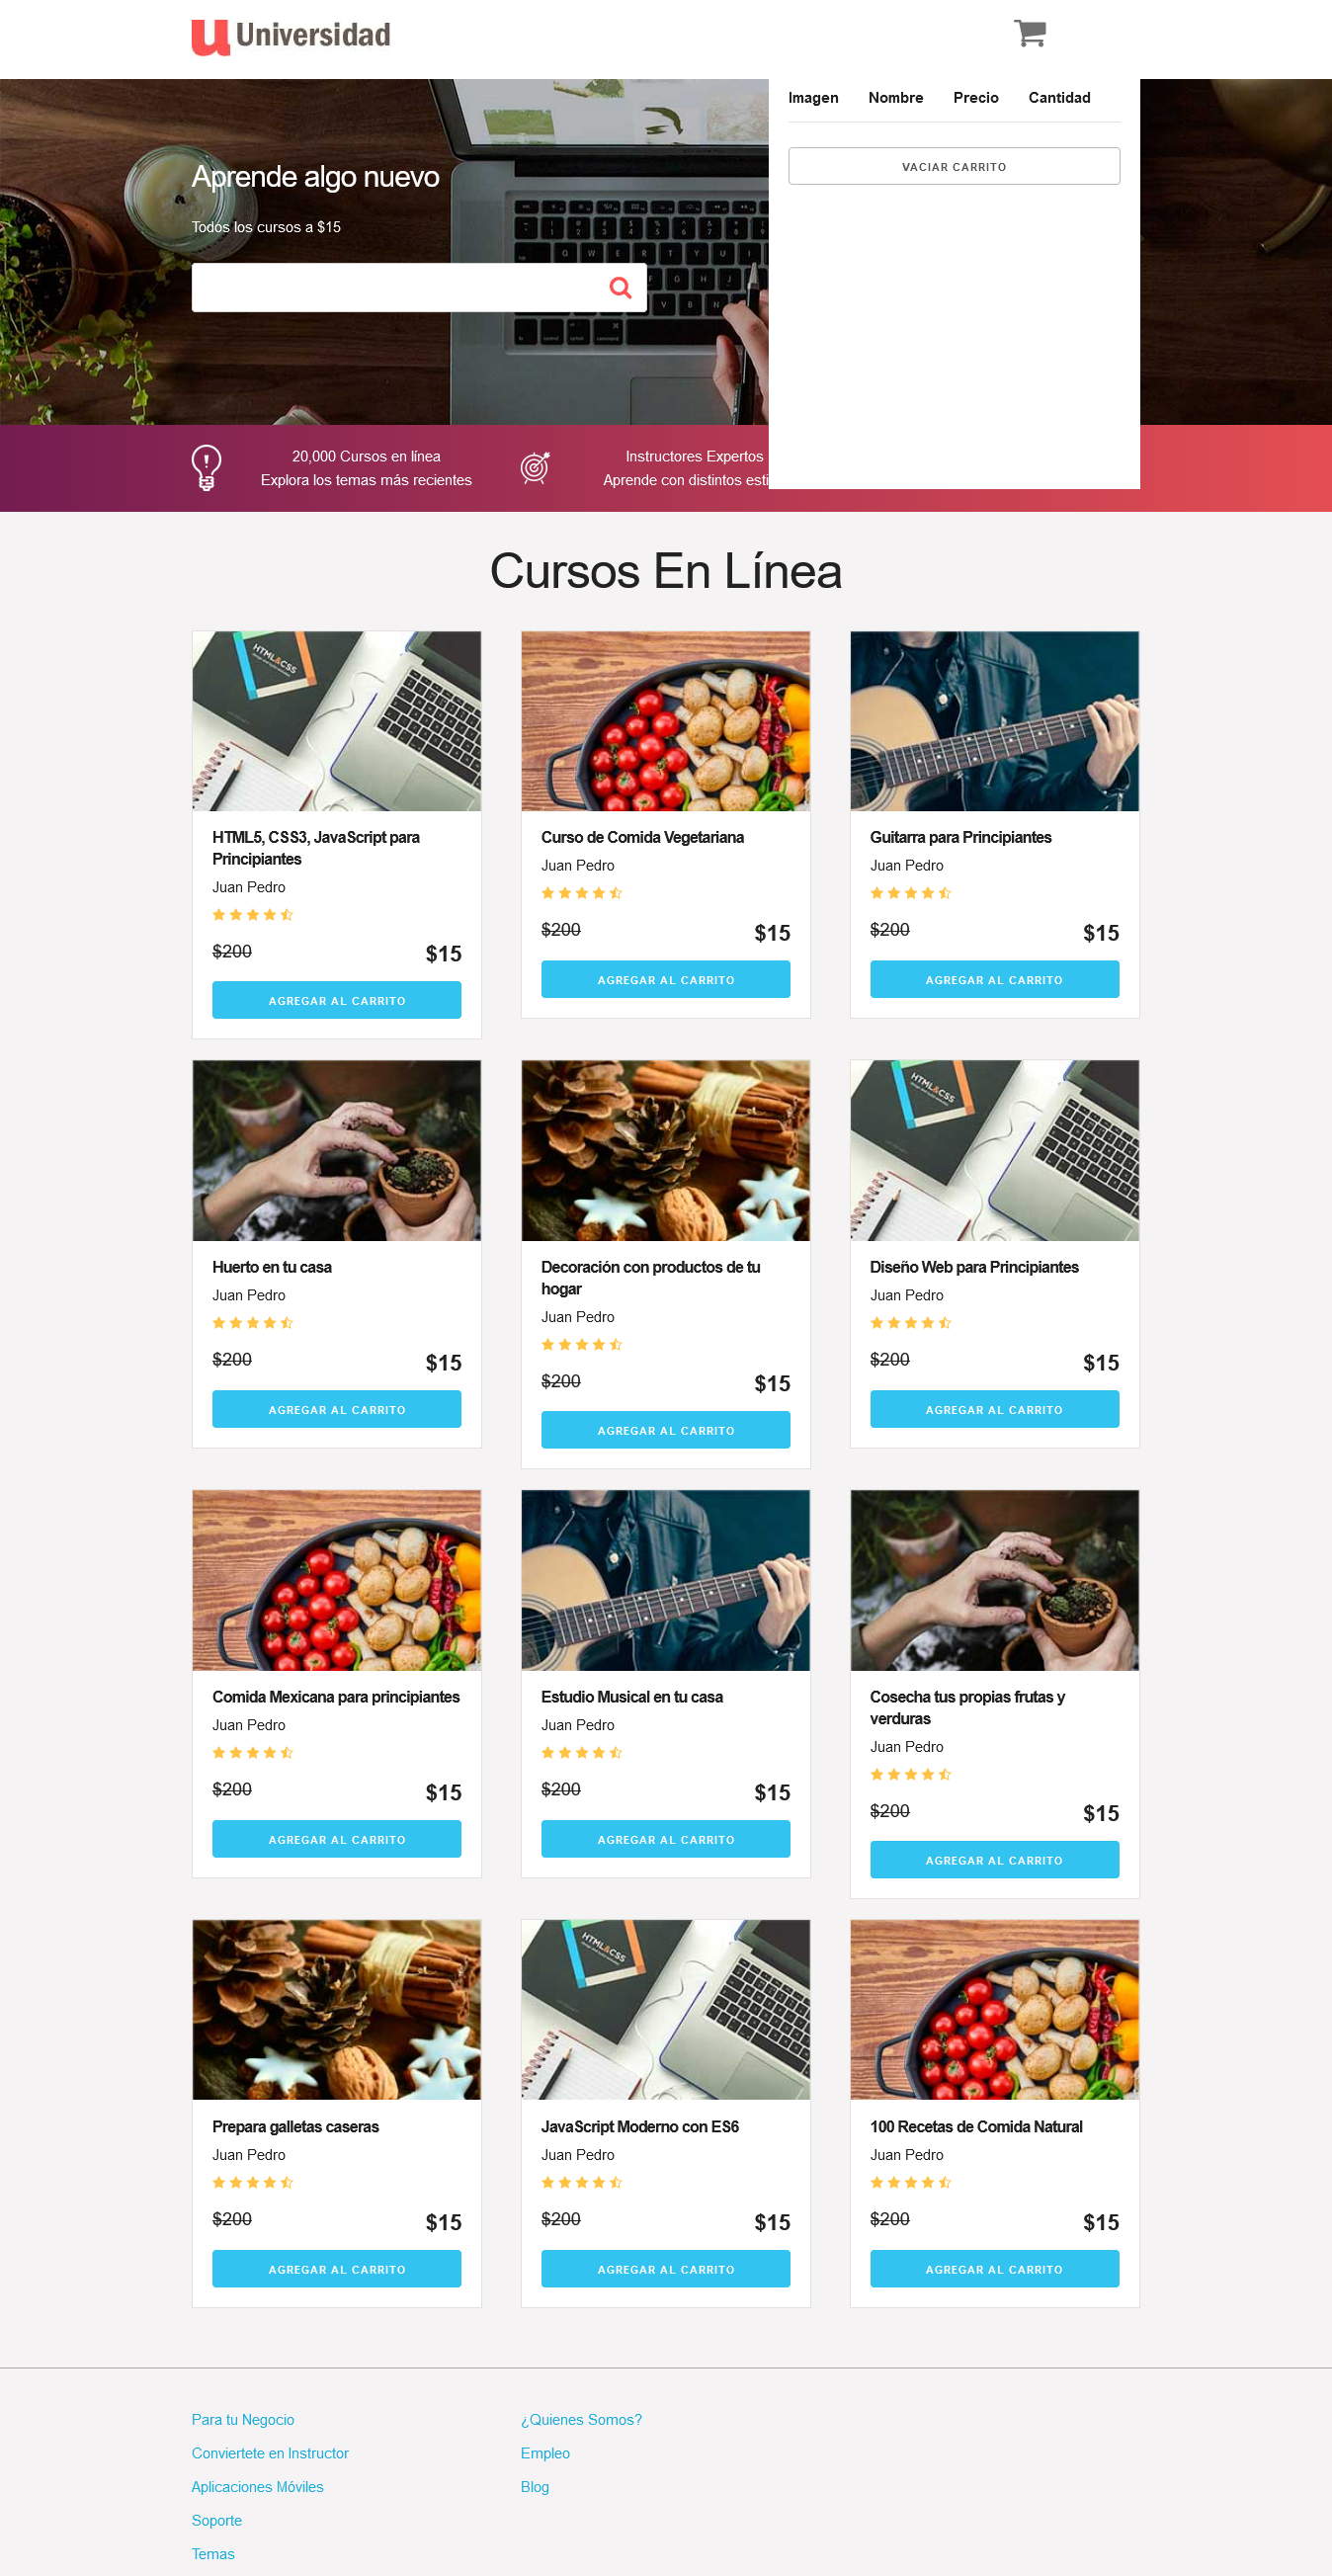 Universidad
Imagen Nombre Precio Cantidad
VACIAR CARRITO
Aprende algo nuevo
Todos los cursos a $15
20,000 Cursos en línea
Explora los temas más recientes
Instructores Expertos
Aprende con distintos esti
Cursos En Línea
HTML5, CSS3, JavaScript para
Principiantes
Juan Pedro
$200 $15
AGREGAR AL CARRITO
Curso de Comida Vegetariana
Juan Pedro
$200 $15
AGREGAR AL CARRITO
Guitarra para Principiantes
Juan Pedro
$200 $15
AGREGAR AL CARRITO
Huerto en tu casa
Juan Pedro
$200 $15
AGREGAR AL CARRITO
Decoración con productos de tu
hogar
Juan Pedro
$200 $15
AGREGAR AL CARRITO
Diseño Web para Principiantes
Juan Pedro
$200 $15
AGREGAR AL CARRITO
Comida Mexicana para principiantes
Juan Pedro
$200 $15
AGREGAR AL CARRITO
Estudio Musical en tu casa
Juan Pedro
$200 $15
AGREGAR AL CARRITO
Cosecha tus propias frutas y
verduras
Juan Pedro
$200 $15
AGREGAR AL CARRITO
Prepara galletas caseras
Juan Pedro
$200 $15
AGREGAR AL CARRITO
HTML&CSS
JavaScript Moderno con ES6
Juan Pedro
$200 $15
AGREGAR AL CARRITO
100 Recetas de Comida Natural
Juan Pedro
$200 $15
AGREGAR AL CARRITO
Para tu Negocio
Conviertete en Instructor
Aplicaciones Móviles
Soporte
Temas
¿Quienes Somos?
Empleo
Blog